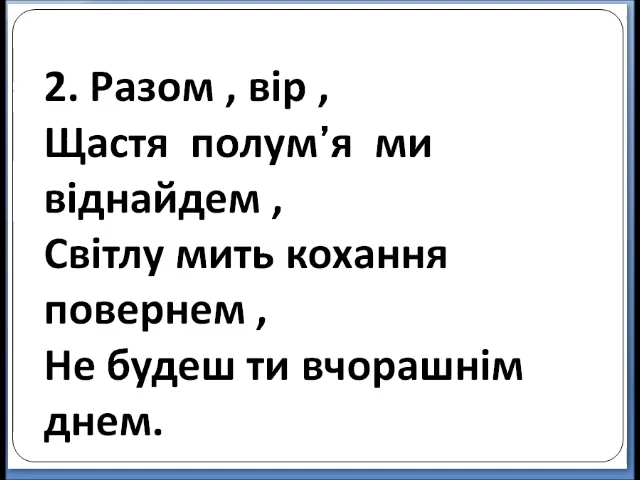 2. Разом , вір ,
Щастя полум’я ми
віднайдем ,
Світлу мить кохання
повернем ,
Не будеш ти вчорашнім
днем.